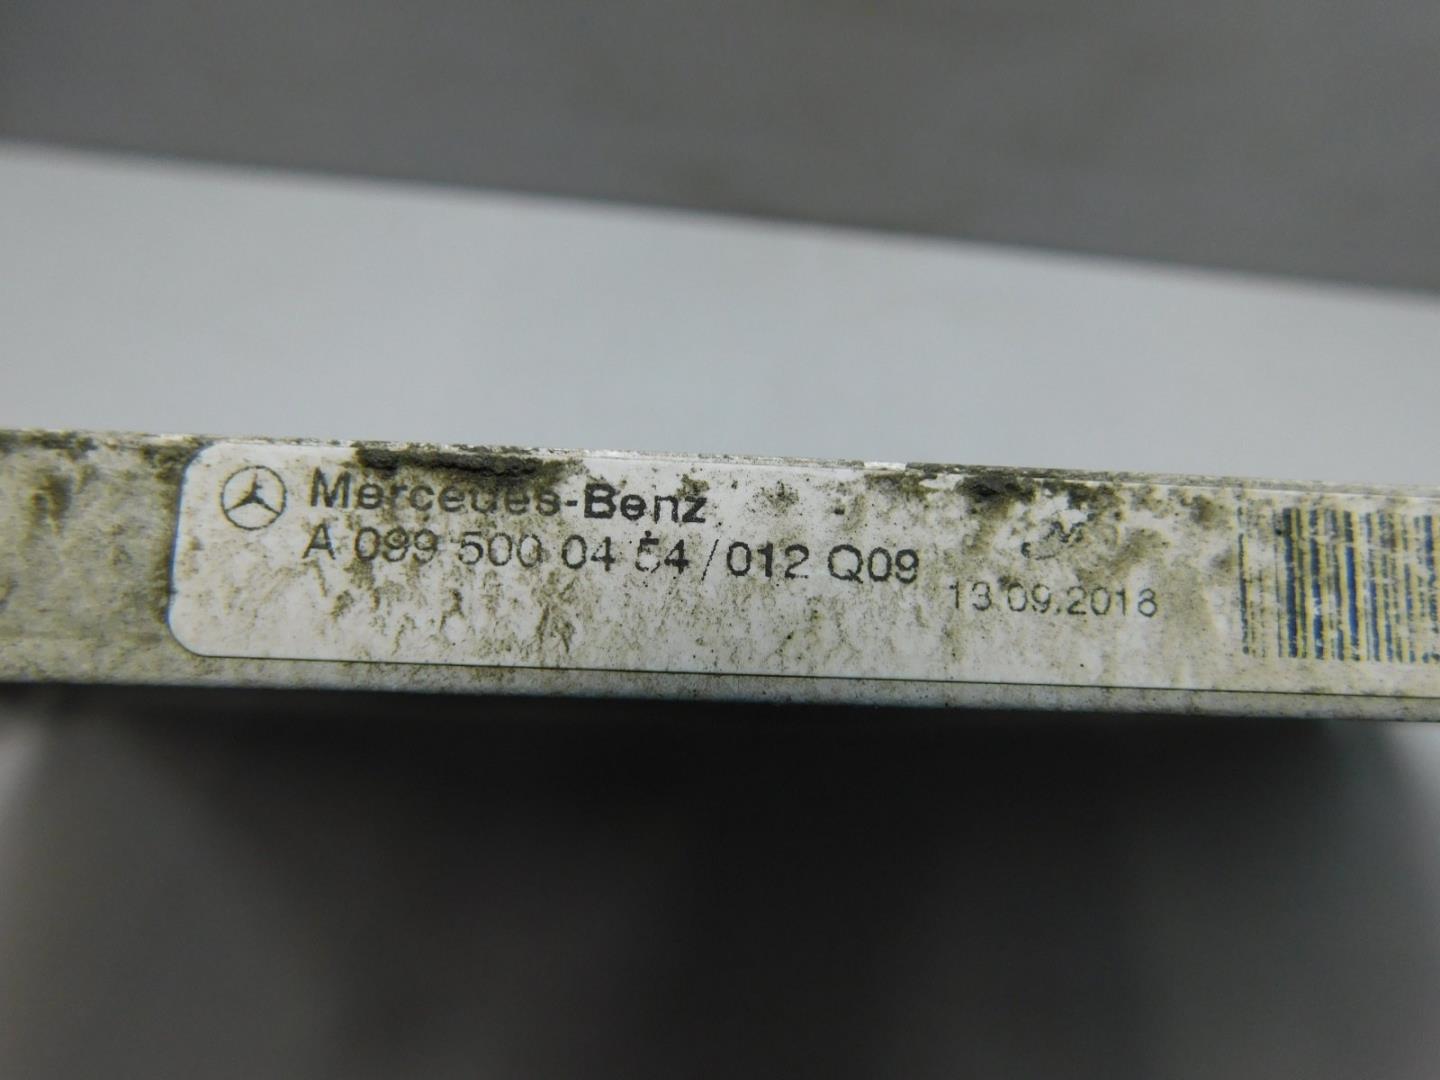 Mercedes-Benz
A 099 500 04 54 / 012 Q09
13.09.2018